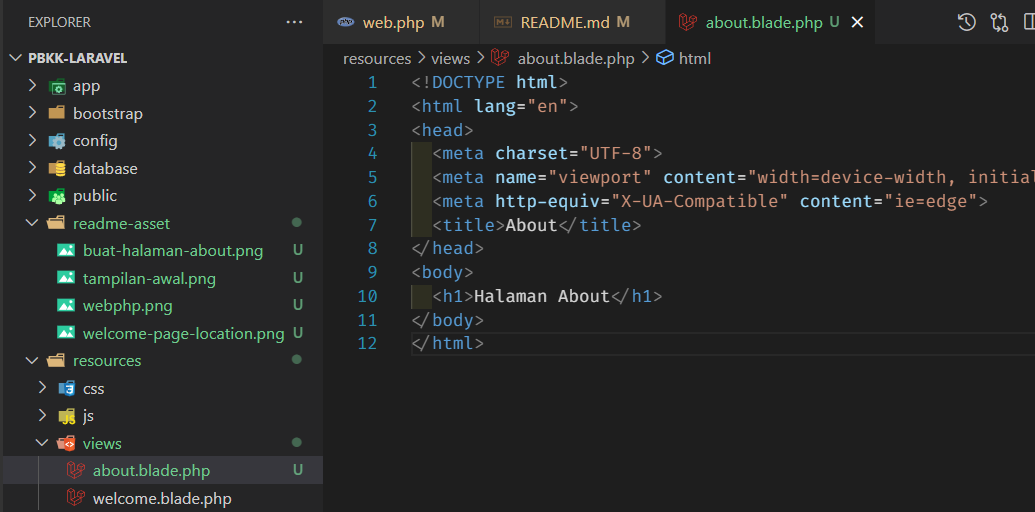 EXPLORER
...
PBKK-LARAVEL
app
bootstrap
config
database
public
readme-asset
buat-halaman-about.png U
tampilan-awal.png U
webphp.png U
welcome-page-location.png U
resources
css
js
views
about.blade.php U
welcome.blade.php
web.php M
README.md M
about.blade.php U
resources > views > about.blade.php > html
1 <!DOCTYPE html>
2 <html lang="en">
3 <head>
4 <meta charset="UTF-8">
5 <meta name="viewport" content="width=device-width, initial
6 <meta http-equiv="X-UA-Compatible" content="ie=edge">
7 <title>About</title>
8 </head>
9 <body>
10 <h1>Halaman About</h1>
11 </body>
12 </html>